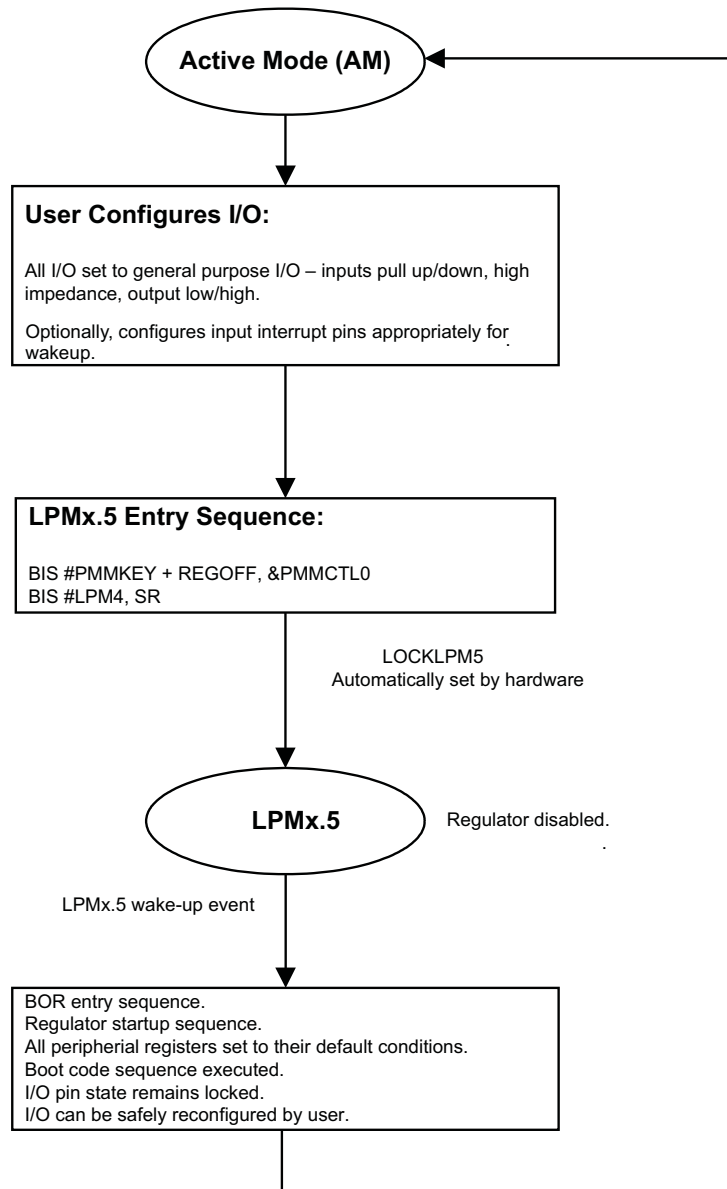 Active Mode (AM)
User Configures I/O:
All I/O set to general purpose I/O – inputs pull up/down, high
impedance, output low/high.
Optionally, configures input interrupt pins appropriately for
wakeup.
.
LPMx.5 Entry Sequence:
BIS #PMMKEY + REGOFF, &PMMCTL0
BIS #LPM4, SR
LOCKLPM5
Automatically set by hardware
LPMx.5
Regulator disabled.
.
LPMx.5 wake-up event
BOR entry sequence.
Regulator startup sequence.
All peripherial registers set to their default conditions.
Boot code sequence executed.
I/O pin state remains locked.
I/O can be safely reconfigured by user.